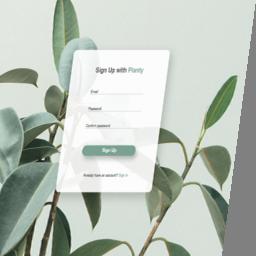 Sign Up with Planty
Email
Password
Confirm password
Sign Up
Already have an account? Sign in